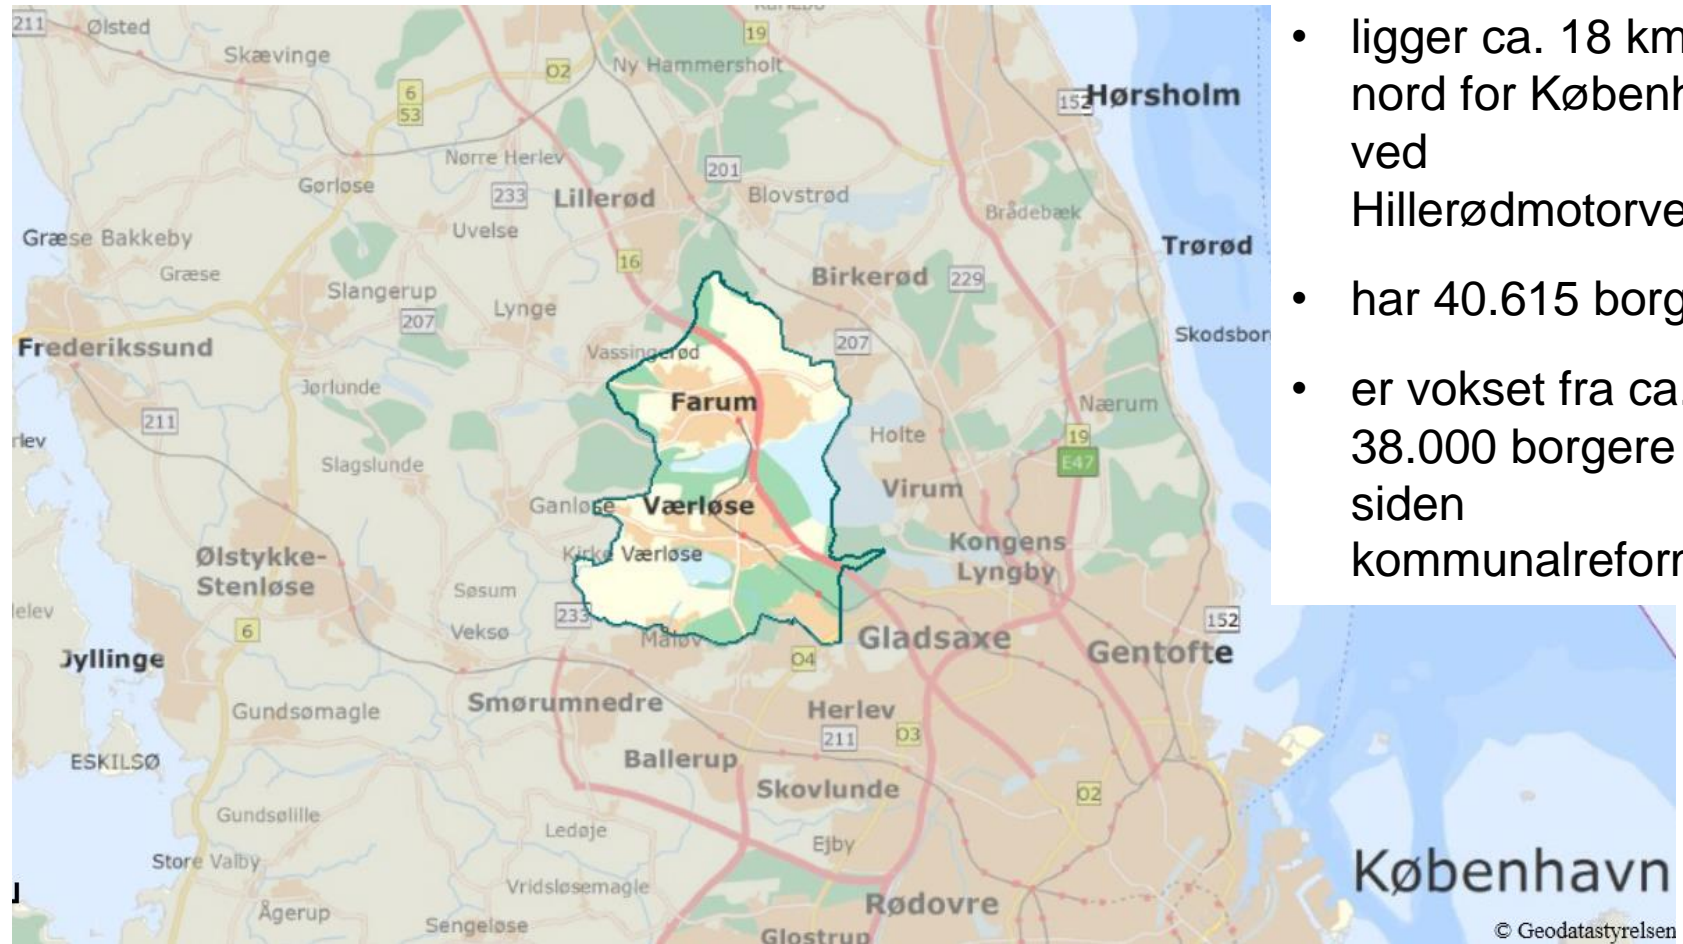 • ligger ca. 18 km
nord for Københ
ved
Hillerødmotorve
• har 40.615 borg
• er vokset fra ca.
38.000 borgere
siden
kommunalreforr
211
Ølsted
Skævinge
19
O2
Ny Hammersholt
6
53
152
Hørsholm
Nørre Herlev
201
Gørløse
233
Lillerød
Blovstrød
Brådebæk
Græse Bakkeby
Uvelse
Trørød
16
Græse
Birkerød
229
Slangerup
Lynge
207
Skodsbor
Frederikssund
Vassingerød
207
Jørlunde
Farum
Nærum
211
rlev
Holte
19
Slagslunde
E47
Virum
Ganløse
Værløse
Kirke Værløse
Kongens
Lyngby
Ølstykke-
Stenløse
Søsum
233
lelev
6
Veksø
Måløv
Gladsaxe
152
Jyllinge
O4
Gentofte
Gundsømagle
Smørumnedre
Herlev
211
O3
ESKILSØ
Ballerup
Skovlunde
O2
Gundsølille
Ledøje
Ejby
Store Valby
København
Vridsløsemagle
Rødovre
Ågerup
Sengeløse
Glostrup
© Geodatastyrelsen